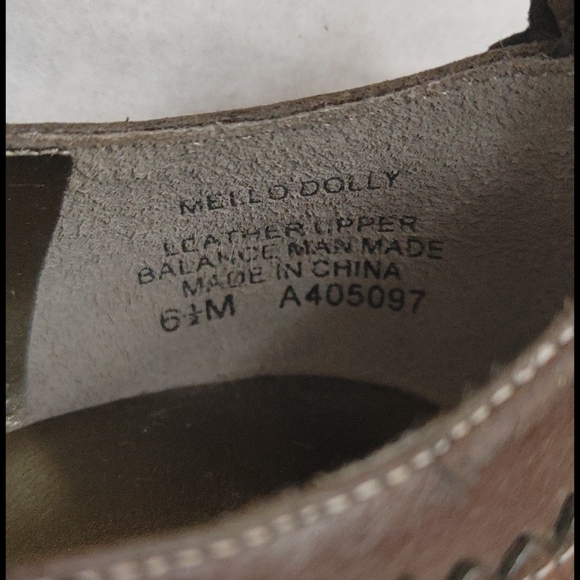 MELLO DOLLY
LEATHER UPPER
BALANCE MAN MADE
MADE IN CHINA
6½M A405097